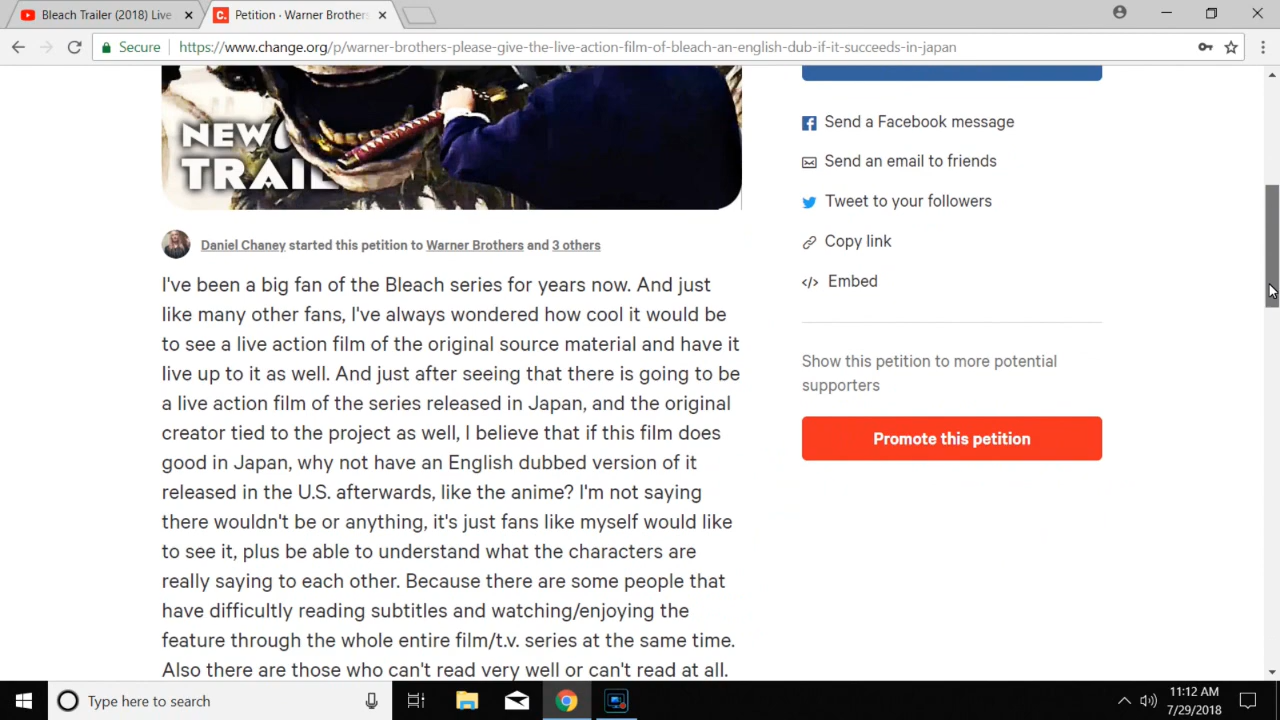 Bleach Trailer (2018) Live
Petition · Warner Brothers
Secure
https://www.change.org/p/warner-brothers-please-give-the-live-action-film-of-bleach-an-english-dub-if-it-succeeds-in-japan
NEW
TRAIL
Send a Facebook message
Send an email to friends
Tweet to your followers
Copy link
Embed
Show this petition to more potential
supporters
Promote this petition
Daniel Chaney started this petition to Warner Brothers and 3 others
I've been a big fan of the Bleach series for years now. And just
like many other fans, I've always wondered how cool it would be
to see a live action film of the original source material and have it
live up to it as well. And just after seeing that there is going to be
a live action film of the series released in Japan, and the original
creator tied to the project as well, I believe that if this film does
good in Japan, why not have an English dubbed version of it
released in the U.S. afterwards, like the anime? I'm not saying
there wouldn't be or anything, it's just fans like myself would like
to see it, plus be able to understand what the characters are
really saying to each other. Because there are some people that
have difficultly reading subtitles and watching/enjoying the
feature through the whole entire film/t.v. series at the same time.
Also there are those who can't read very well or can't read at all.
Type here to search
11:12 AM
7/29/2018